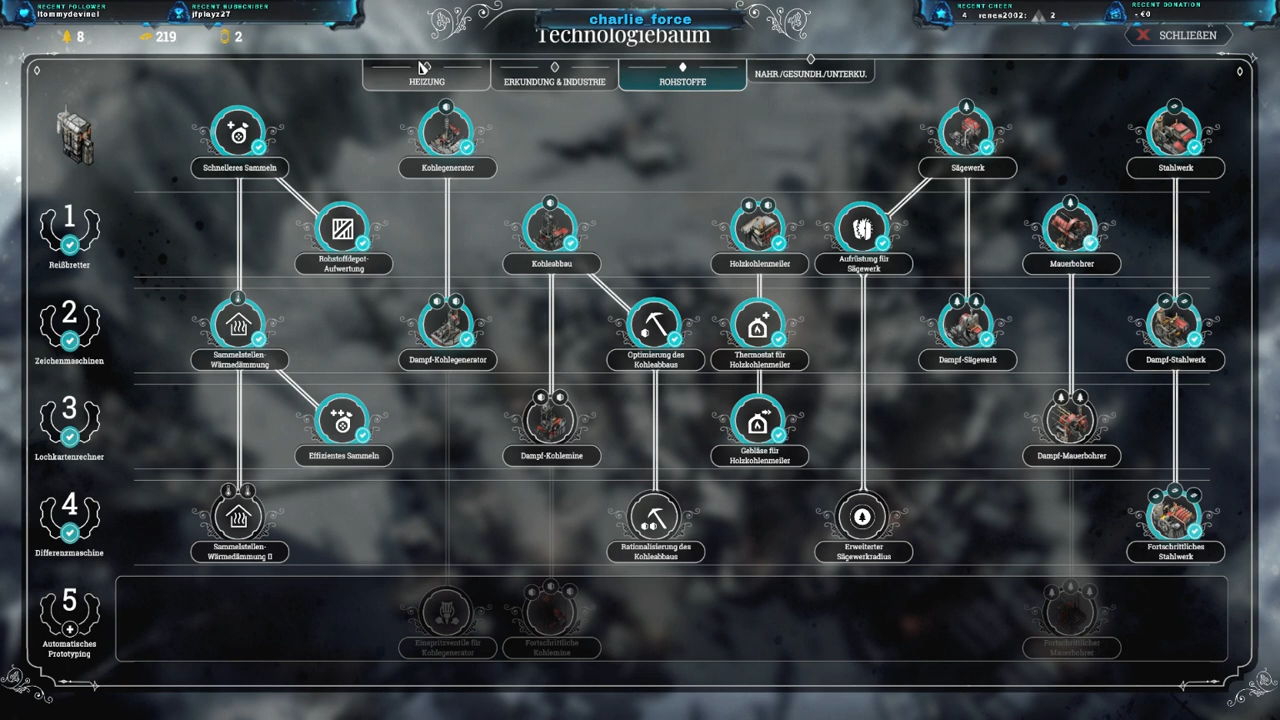 RECENT FOLLOWER
RECENT SUBSCRIBER
RECENT CHEER
RECENT DONATION
ltommydevinel
jfplayz27
charlie_force
4
renes2002: 2
- €0
8
219
2
Technologiebaum
SCHLIEßEN
HEIZUNG
ERKUNDUNG & INDUSTRIE
ROHSTOFFE
NAHR./GESUNDH./UNTERKU.
Schnelleres Sammeln
Kohlegenerator
Sägewerk
Stahlwerk
1
Reißbretter
Rohstoffdepot-
Aufwertung
Kohleabbau
Holzkohlenmeiler
Aufrüstung für
Sägewerk
Mauerbohrer
2
Zeichenmaschinen
Sammelstellen-
Wärmedämmung
Dampf-Kohlegenerator
Optimierung des
Kohleabbaus
Thermostat für
Holzkohlenmeiler
Dampf-Sägewerk
Dampf-Stahlwerk
3
Lochkartenrechner
Effizientes Sammeln
Dampf-Kohlemine
Gebläse für
Holzkohlenmeiler
Dampf-Mauerbohrer
4
Differenzmaschine
Sammelstellen-
Wärmedämmung II
Rationalisierung des
Kohleabbaus
Erweiterter
Sägewerkradius
Fortschrittliches
Stahlwerk
5
Automatisches
Prototyping
Einspritzventile für
Kohlegenerator
Fortschrittliche
Kohlemine
Fortschrittlicher
Mauerbohrer